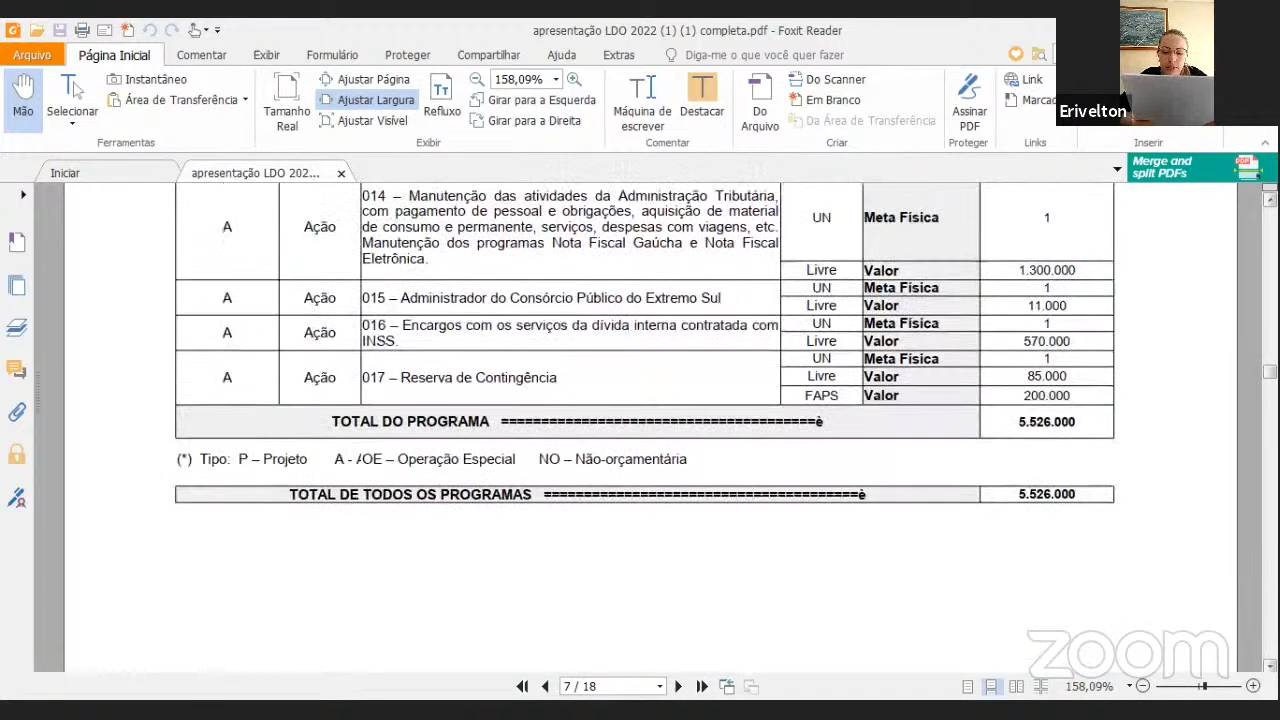 apresentação LDO 2022 (1) (1) completa.pdf - Foxit Reader
Arquivo Página Inicial Comentar Exibir Formulário Proteger Compartilhar Ajuda Extras Diga-me o que você quer fazer
Mão
Selecionar
Instantâneo
Área de Transferência
Ferramentas
Tamanho Real
Ajustar Página
Ajustar Largura
Ajustar Visível
Refluxo
158,09%
Girar para a Esquerda
Girar para a Direita
Exibir
Máquina de escrever
Destacar
Comentar
Do Arquivo
Do Scanner
Em Branco
Da Área de Transferência
Criar
Assinar PDF
Proteger
Link
Marcad
Links
Inserir
Erivelton
Iniciar
apresentação LDO 202...
Merge and
split PDFs
A Ação
014 – Manutenção das atividades da Administração Tributária,
com pagamento de pessoal e obrigações, aquisição de material
de consumo e permanente, serviços, despesas com viagens, etc.
Manutenção dos programas Nota Fiscal Gaúcha e Nota Fiscal
Eletrônica.
UN Meta Física 1
Livre Valor 1.300.000
A Ação 015 – Administrador do Consórcio Público do Extremo Sul
UN Meta Física 1
Livre Valor 11.000
A Ação 016 – Encargos com os serviços da dívida interna contratada com
INSS.
UN Meta Física 1
Livre Valor 570.000
A Ação 017 – Reserva de Contingência
UN Meta Física 1
Livre Valor 85.000
FAPS Valor 200.000
TOTAL DO PROGRAMA =======================================è 5.526.000
(*) Tipo: P – Projeto A - /OE – Operação Especial NO – Não-orçamentária
TOTAL DE TODOS OS PROGRAMAS =======================================è 5.526.000
zoom
7 / 18
158,09%